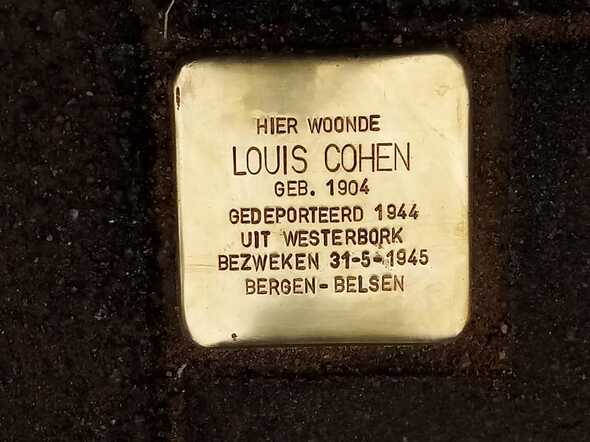 HIER WOONDE
LOUIS COHEN
GEB. 1904
GEDEPORTEERD 1944
UIT WESTERBORK
BEZWEKEN 31-5-1945
BERGEN-BELSEN